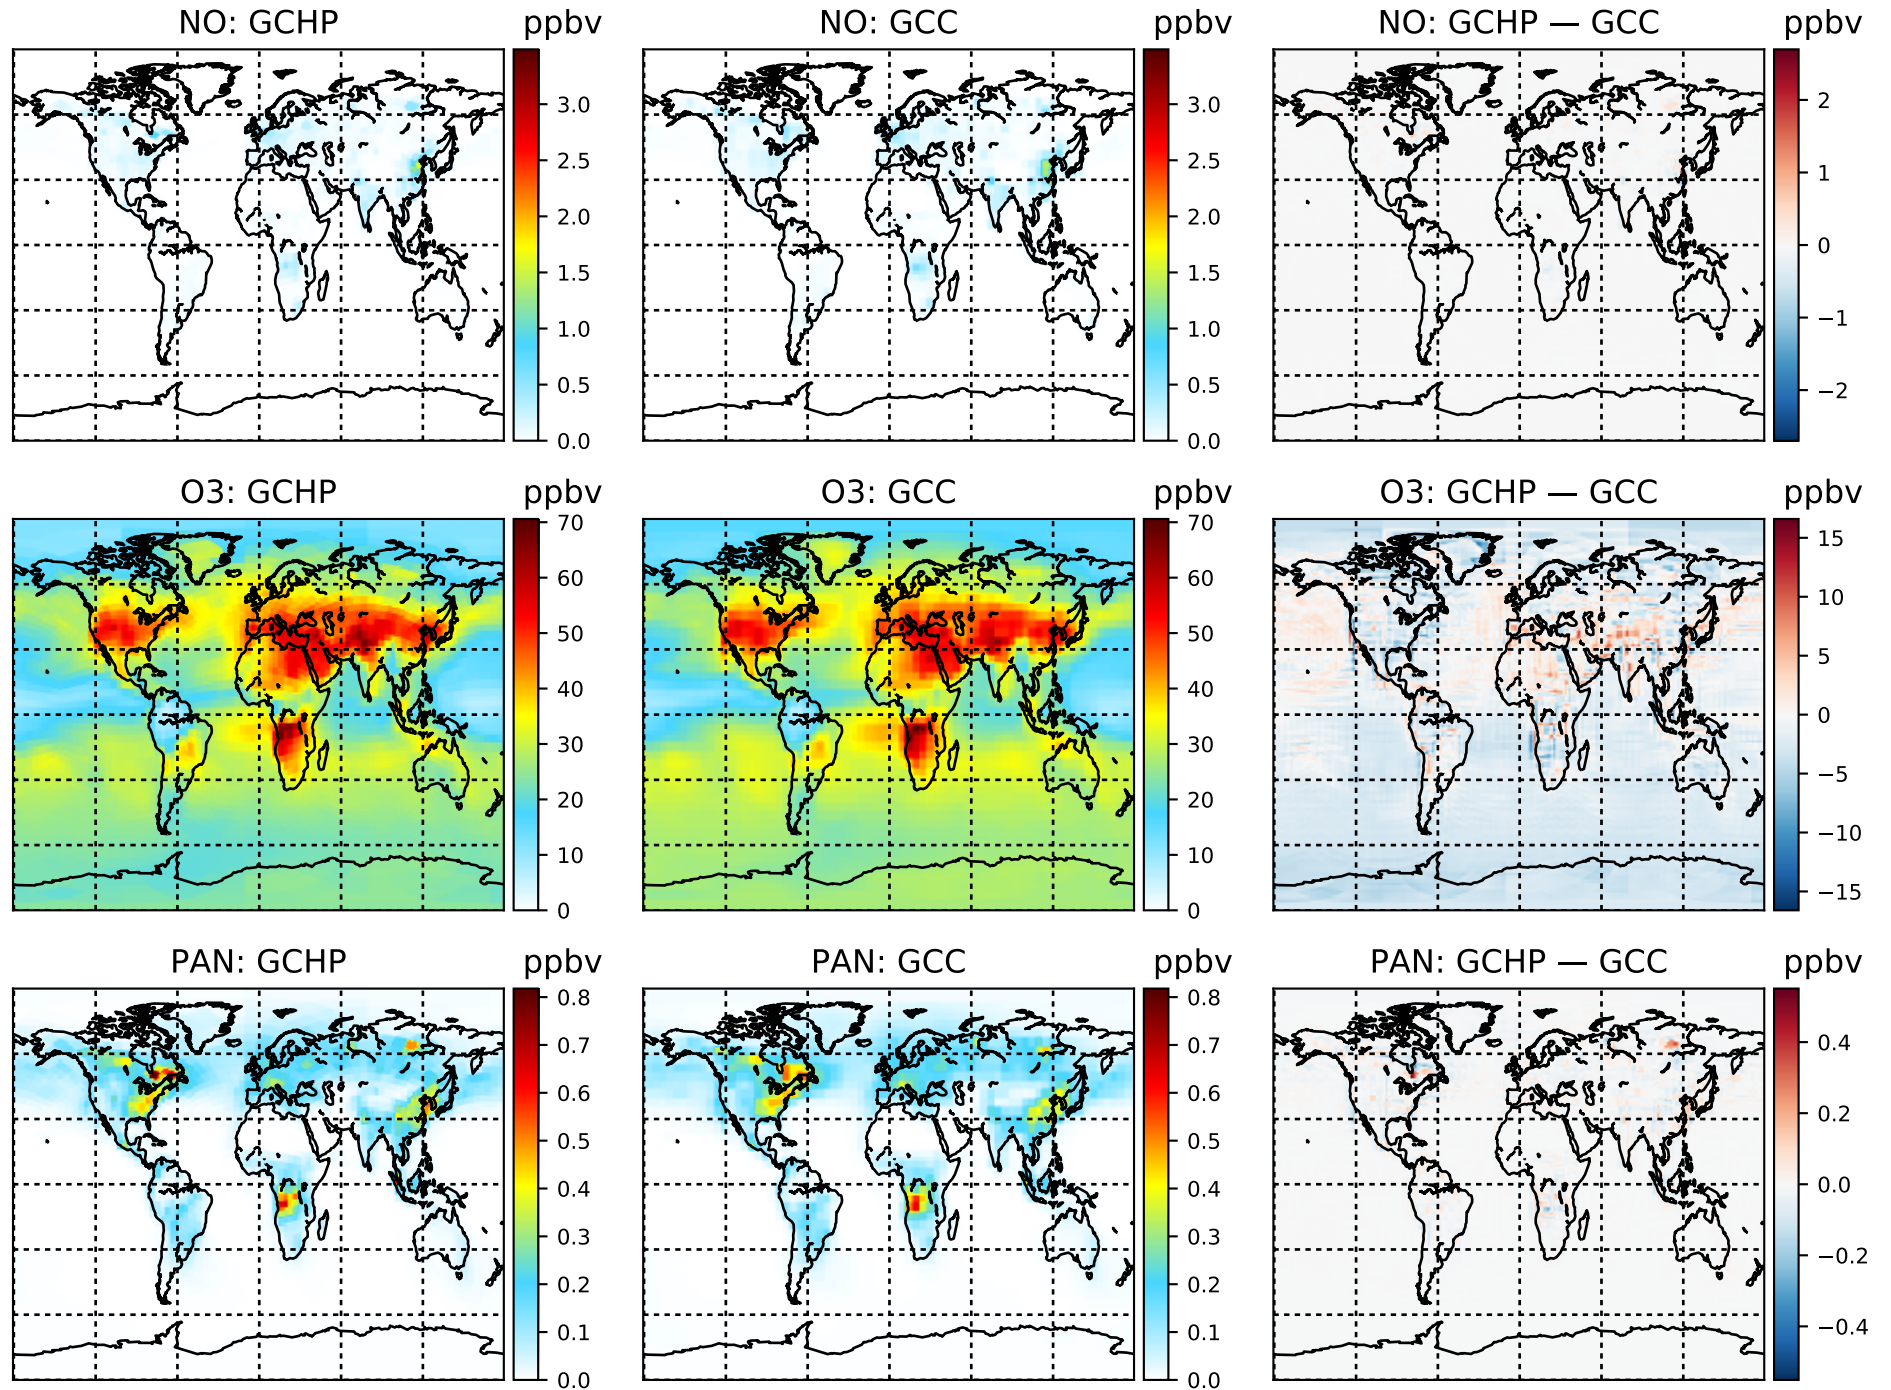 NO: GCHP ppbv NO: GCC ppbv NO: GCHP — GCC ppbv
3.0 3.0 2
2.5 2.5 1
2.0 2.0 0
1.5 1.5 −1
1.0 1.0 −2
0.5 0.5
0.0 0.0
O3: GCHP ppbv O3: GCC ppbv O3: GCHP — GCC ppbv
70 70 15
60 60 10
50 50 5
40 40 0
30 30 −5
20 20 −10
10 10 −15
0 0
PAN: GCHP ppbv PAN: GCC ppbv PAN: GCHP — GCC ppbv
0.8 0.8 0.4
0.7 0.7 0.2
0.6 0.6 0.0
0.5 0.5 −0.2
0.4 0.4 −0.4
0.3 0.3
0.2 0.2
0.1 0.1
0.0 0.0